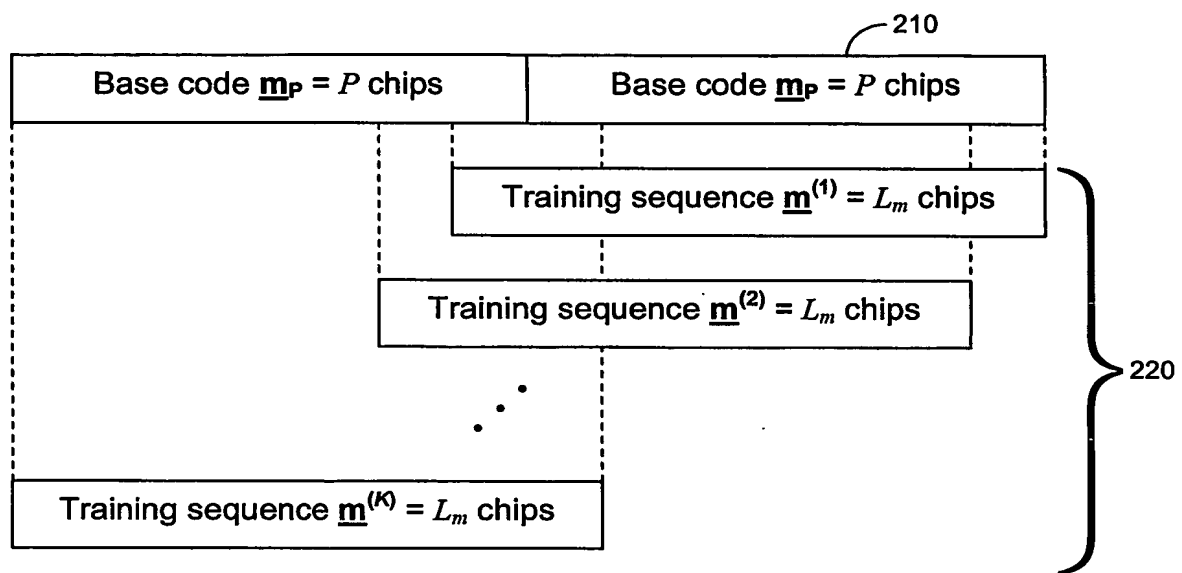 210
Base code m_P = P chips Base code m_P = P chips
Training sequence m^(1) = L_m chips
Training sequence m^(2) = L_m chips
220
Training sequence m^(K) = L_m chips